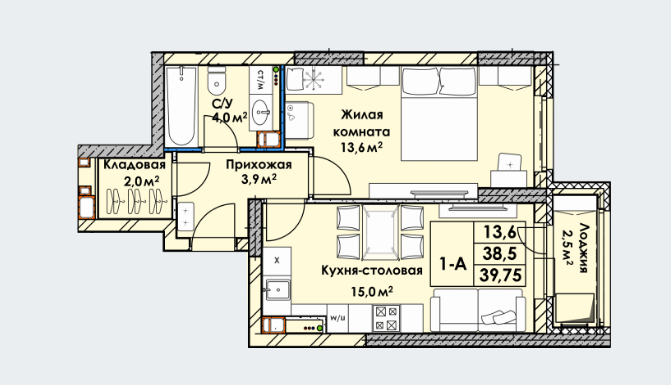 ст/м
С/У
4,0 м²
Жилая
комната
13,6 м²
Кладовая
2,0 м²
Прихожая
3,9 м²
Лоджия
2,5 м²
1-А
13,6
38,5
39,75
Кухня-столовая
15,0 м²
х
м/п